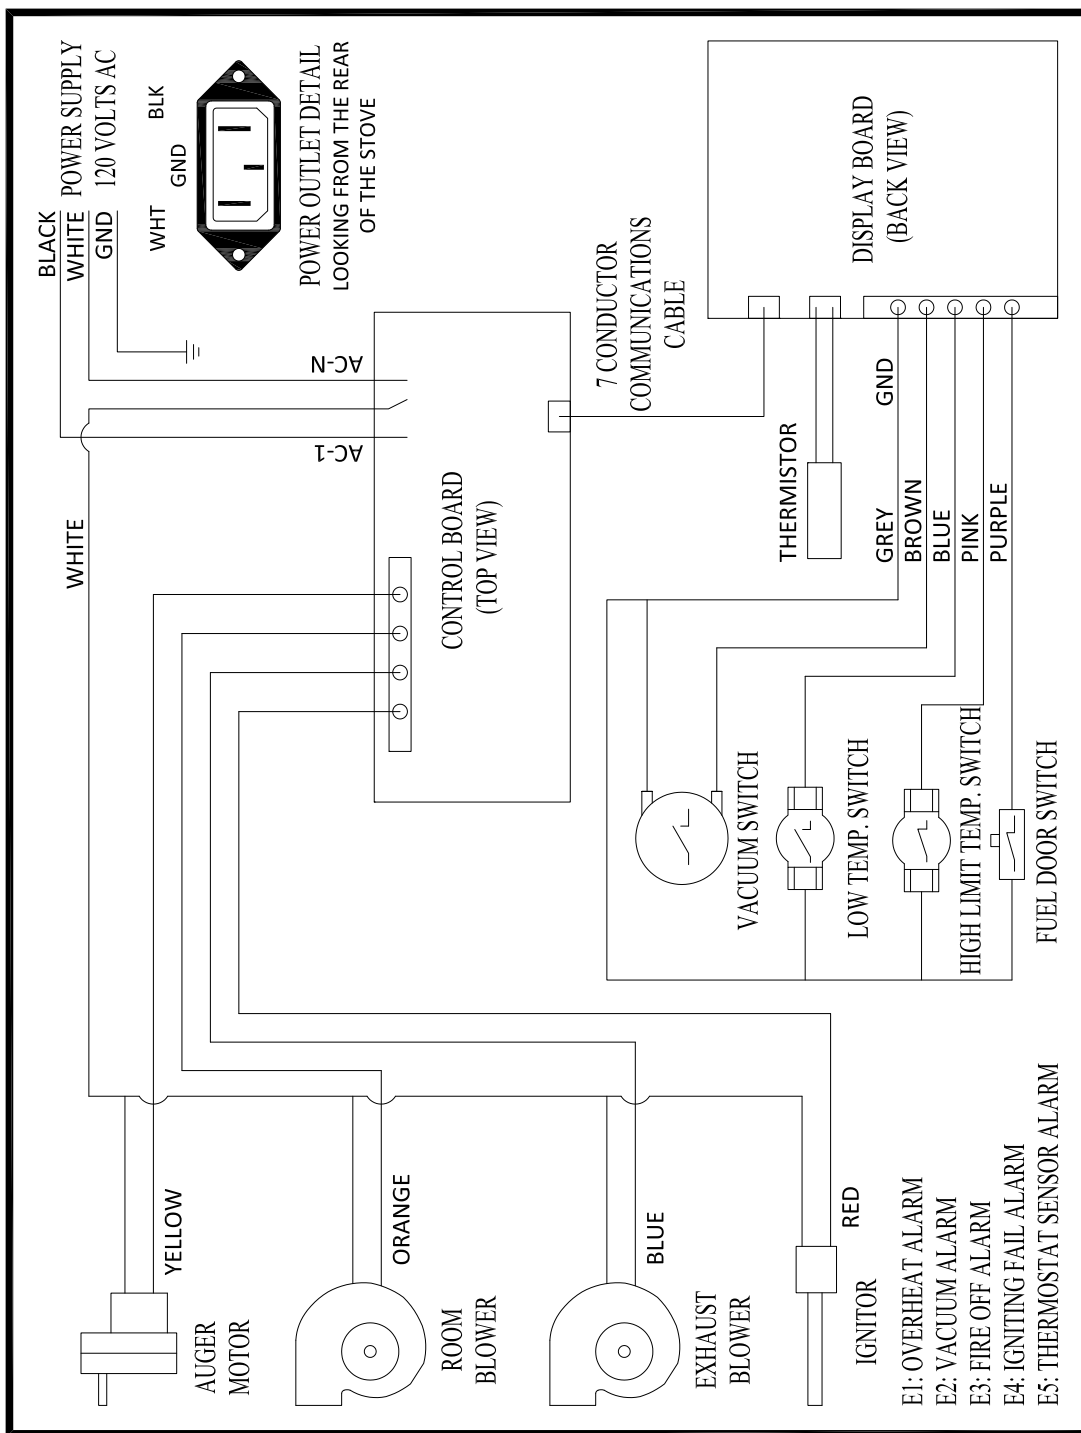 POWER SUPPLY
120 VOLTS AC
BLACK
WHITE
GND
BLK
GND
WHT
POWER OUTLET DETAIL
LOOKING FROM THE REAR
OF THE STOVE
AC-N
AC-1
WHITE
CONTROL BOARD
(TOP VIEW)
7 CONDUCTOR
COMMUNICATIONS
CABLE
DISPLAY BOARD
(BACK VIEW)
THERMISTOR
GND
GREY
BROWN
BLUE
PINK
PURPLE
VACUUM SWITCH
LOW TEMP. SWITCH
HIGH LIMIT TEMP. SWITCH
FUEL DOOR SWITCH
YELLOW
ORANGE
BLUE
RED
AUGER
MOTOR
ROOM
BLOWER
EXHAUST
BLOWER
IGNITOR
E1: OVERHEAT ALARM
E2: VACUUM ALARM
E3: FIRE OFF ALARM
E4: IGNITING FAIL ALARM
E5: THERMOSTAT SENSOR ALARM